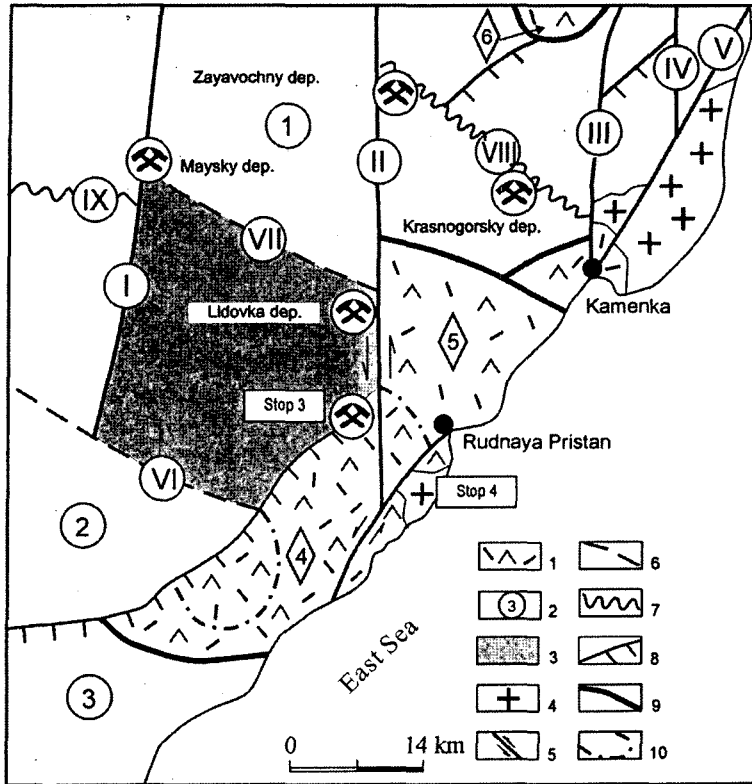 6
V
IV
Zayavochny dep.
1
II
III
VIII
Maysky dep.
IX
VII
Krasnogorsky dep.
I
Lidovka dep.
Kamenka
5
Stop 3
Rudnaya Pristan
VI
Stop 4
2
4
1
6
3
2
7
3
8
3
4
9
5
10
East Sea
0 14 km